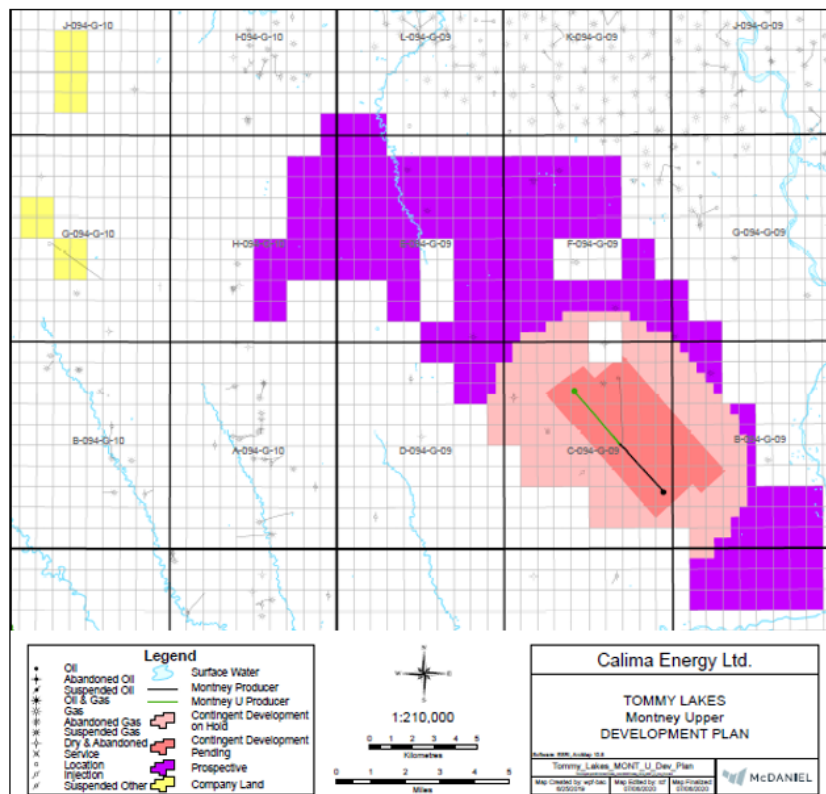 J-094-G-10
I-094-G-10
L-094-G-09
K-094-G-09
J-094-G-09
G-094-G-10
H-094-G-10
E-094-G-09
F-094-G-09
G-094-G-09
B-094-G-10
A-094-G-10
D-094-G-09
C-094-G-09
B-094-G-09
Legend
Oil
Abandoned Oil
Suspended Oil
Oil & Gas
Gas
Abandoned Gas
Suspended Gas
Dry & Abandoned
Service
Location
Injection
Suspended Other
Surface Water
Montney Producer
Montney U Producer
Contingent Development
on Hold
Contingent Development
Pending
Prospective
Company Land
N
W
E
S
1:210,000
0 1 2 3 4 5
Kilometres
0 1 2 3 4 5
Miles
Calima Energy Ltd.
TOMMY LAKES
Montney Upper
DEVELOPMENT PLAN
Tommy_Lakes_MONT_U_Dev_Plan
McDANIEL